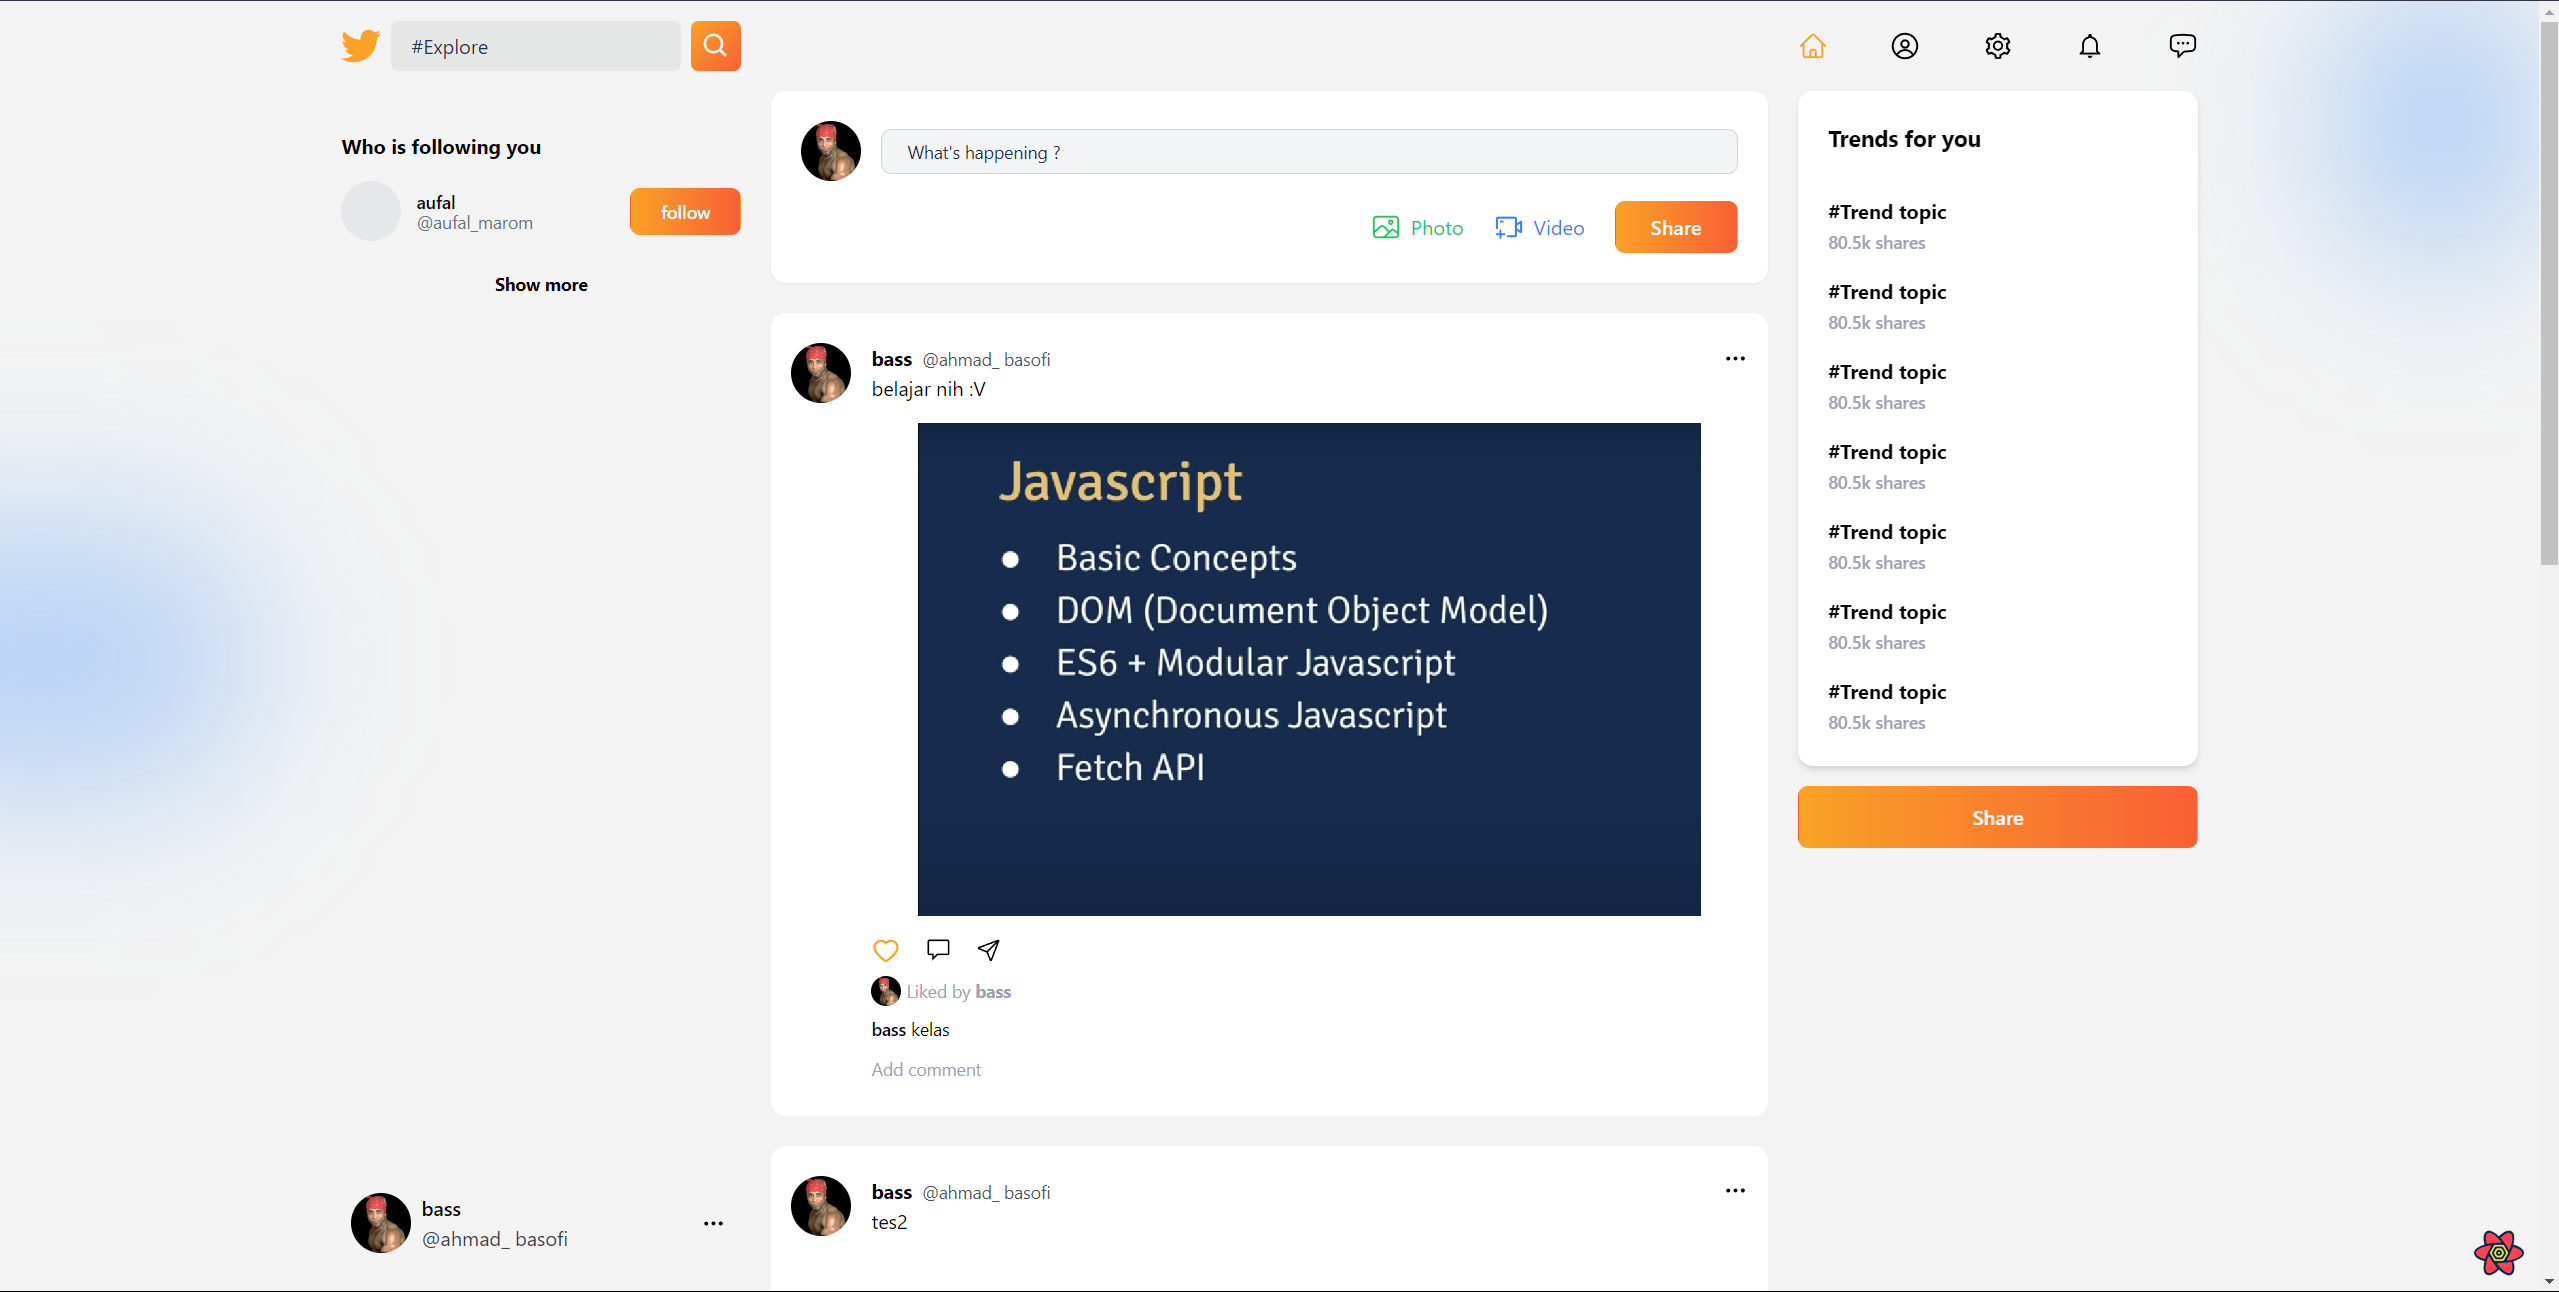 #Explore
Who is following you
aufal
@aufal_marom
follow
Show more
What's happening ?
Photo
Video
Share
bass @ahmad_ basofi
belajar nih :V
Javascript
Basic Concepts
DOM (Document Object Model)
ES6 + Modular Javascript
Asynchronous Javascript
Fetch API
Liked by bass
bass kelas
Add comment
bass @ahmad_ basofi
tes2
Trends for you
#Trend topic
80.5k shares
#Trend topic
80.5k shares
#Trend topic
80.5k shares
#Trend topic
80.5k shares
#Trend topic
80.5k shares
#Trend topic
80.5k shares
#Trend topic
80.5k shares
Share
bass
@ahmad_ basofi